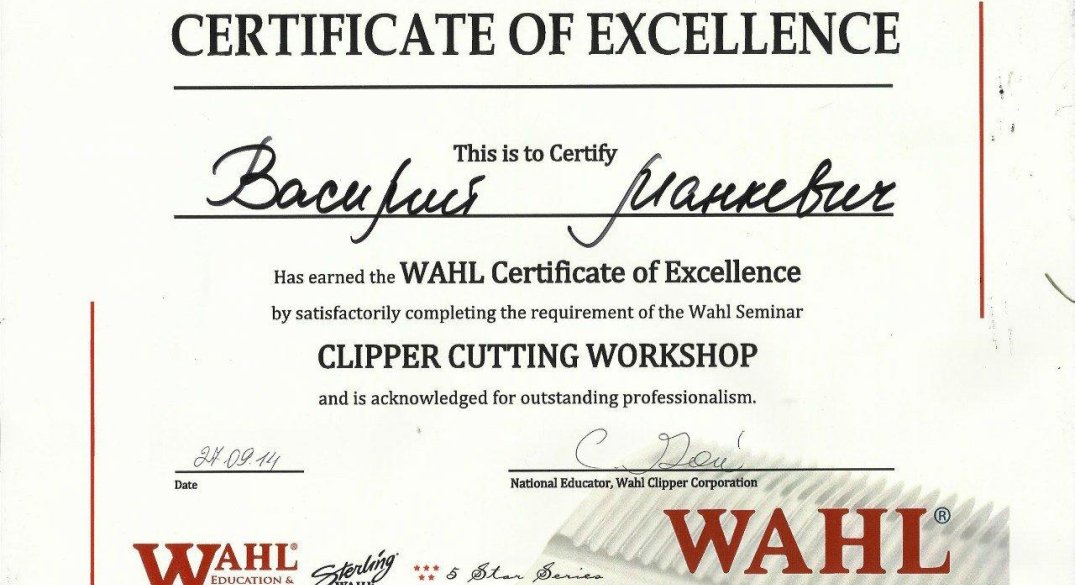 CERTIFICATE OF EXCELLENCE
This is to Certify
Василий Манкевич
Has earned the WAHL Certificate of Excellence
by satisfactorily completing the requirement of the Wahl Seminar
CLIPPER CUTTING WORKSHOP
and is acknowledged for outstanding professionalism.
27.09.14
Date
National Educator, Wahl Clipper Corporation
WAHL®
WAHL®
EDUCATION &
Sterling
WAHL
5 Star Series